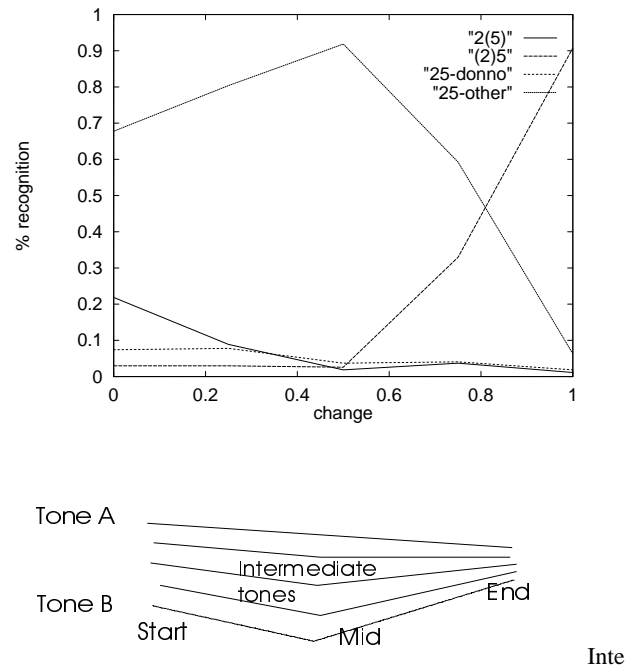 1
0.9
0.8
0.7
0.6
0.5
0.4
0.3
0.2
0.1
0
% recognition
"2(5)"
"(2)5"
"25-donno"
"25-other"
0 0.2 0.4 0.6 0.8 1
change
Tone A
Intermediate
tones
Tone B
End
Start
Mid
Inte